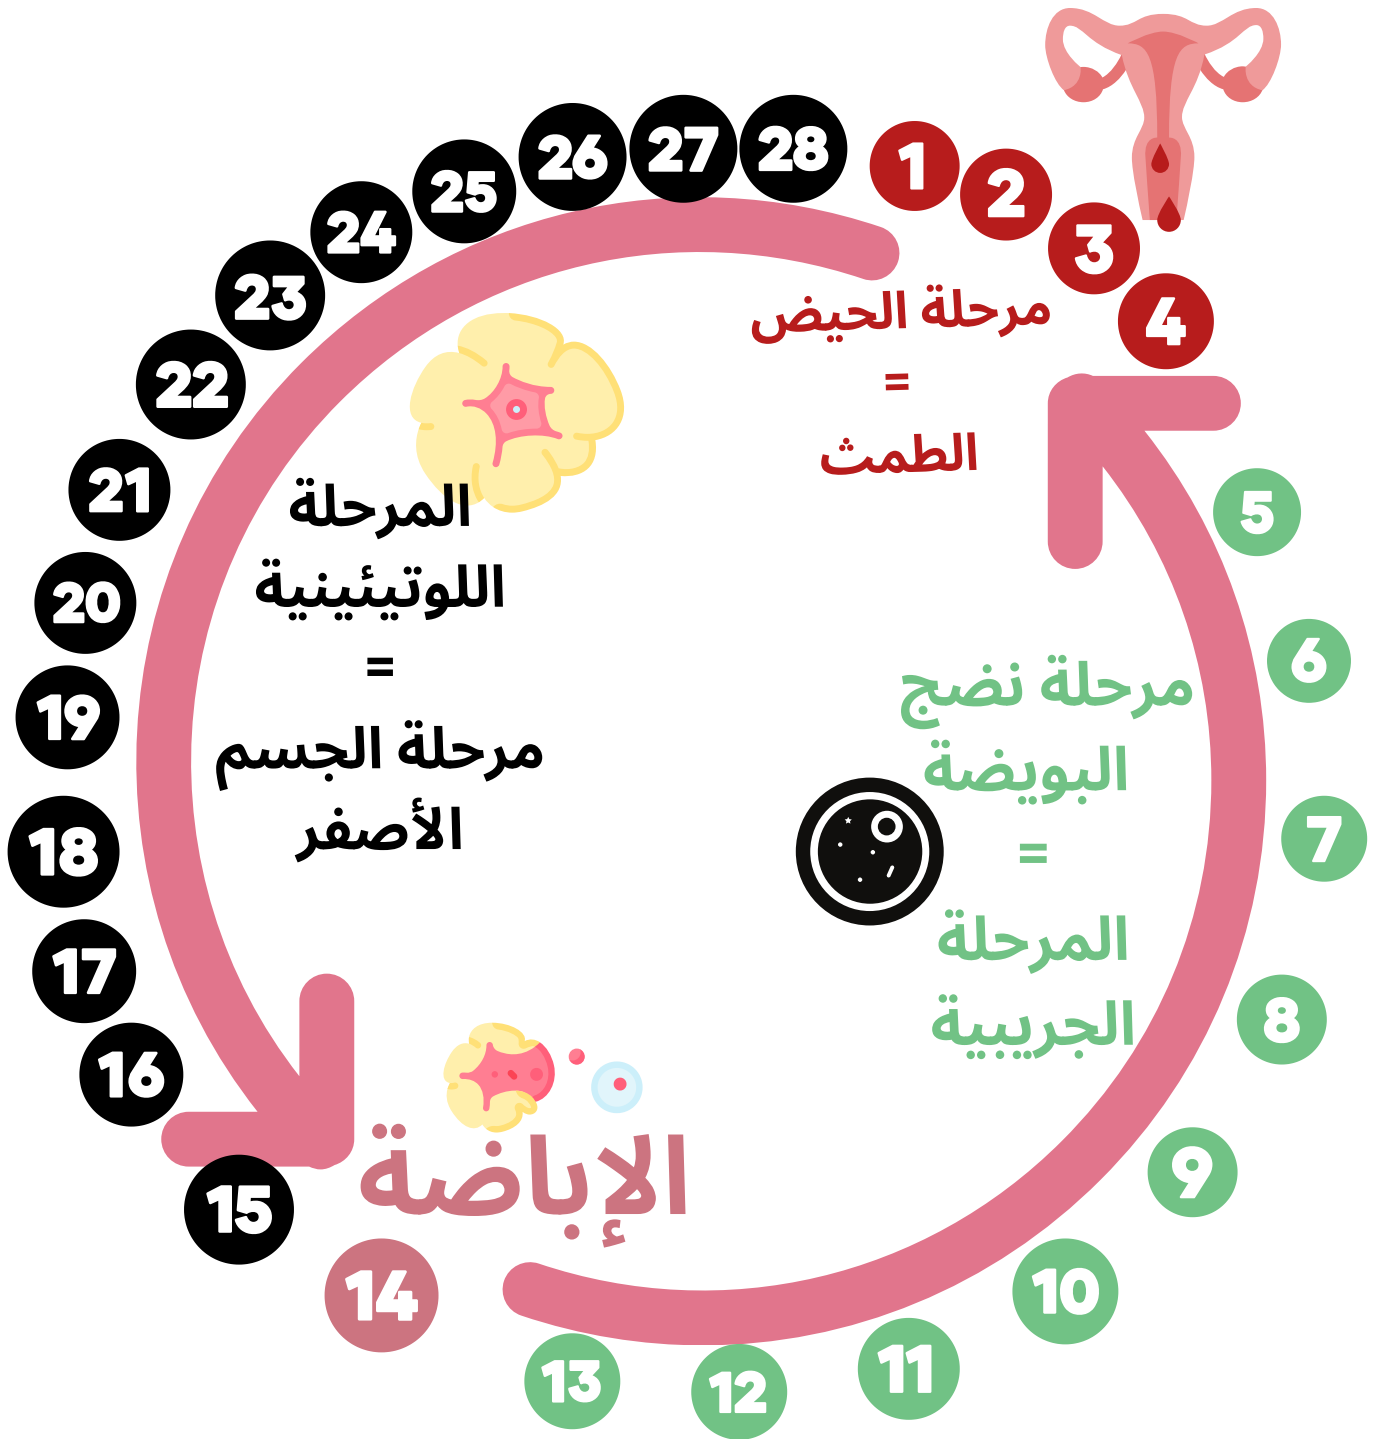 1
2
3
4
مرحلة الحيض
=
الطمث
5
6
7
8
9
10
11
12
13
مرحلة نضج
البويضة
=
المرحلة
الجريبية
14
الإباضة
15
16
17
18
19
20
21
22
23
24
25
26
27
28
المرحلة
اللوتيئينية
=
مرحلة الجسم
الأصفر